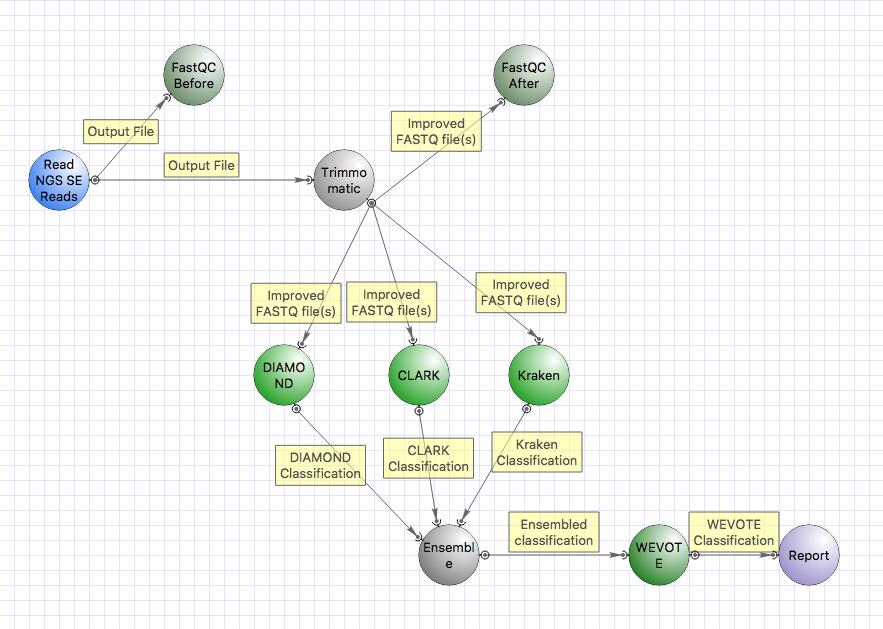 FastQC
Before
FastQC
After
Output File
Improved
FASTQ file(s)
Read
NGS SE
Reads
Output File
Trimmo
matic
Improved
FASTQ file(s)
Improved
FASTQ file(s)
Improved
FASTQ file(s)
DIAMO
ND
CLARK
Kraken
DIAMOND
Classification
CLARK
Classification
Kraken
Classification
Ensembl
e
Ensembled
classification
WEVOT
E
WEVOTE
Classification
Report